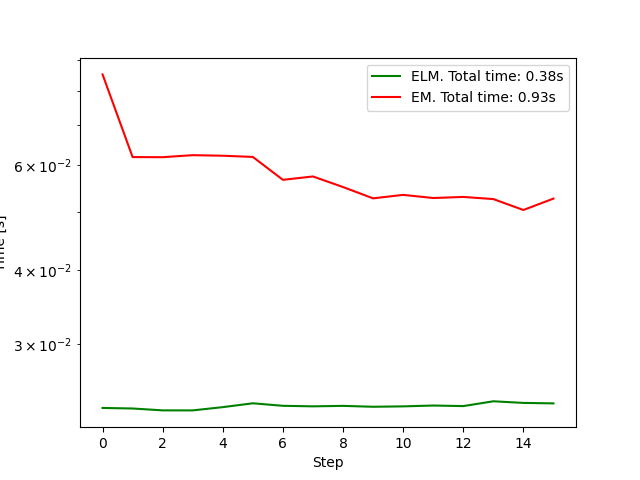 ELM. Total time: 0.38s
EM. Total time: 0.93s
6 × 10⁻²
4 × 10⁻²
3 × 10⁻²
[s]
0 2 4 6 8 10 12 14
Step